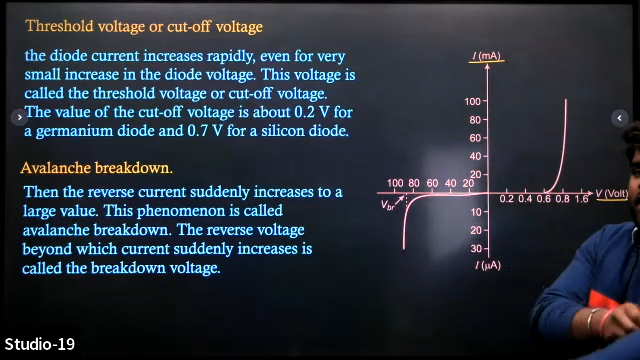 Threshold voltage or cut-off voltage
the diode current increases rapidly, even for very
small increase in the diode voltage. This voltage is
called the threshold voltage or cut-off voltage.
The value of the cut-off voltage is about 0.2 V for
a germanium diode and 0.7 V for a silicon diode.
Avalanche breakdown.
Then the reverse current suddenly increases to a
large value. This phenomenon is called
avalanche breakdown. The reverse voltage
beyond which current suddenly increases is
called the breakdown voltage.
I (mA)
100
80
60
40
20
100 80 60 40 20
0.2 0.4 0.6 0.8 1.6
V (Volt)
Vbr
10
20
30
I (μA)
Studio-19